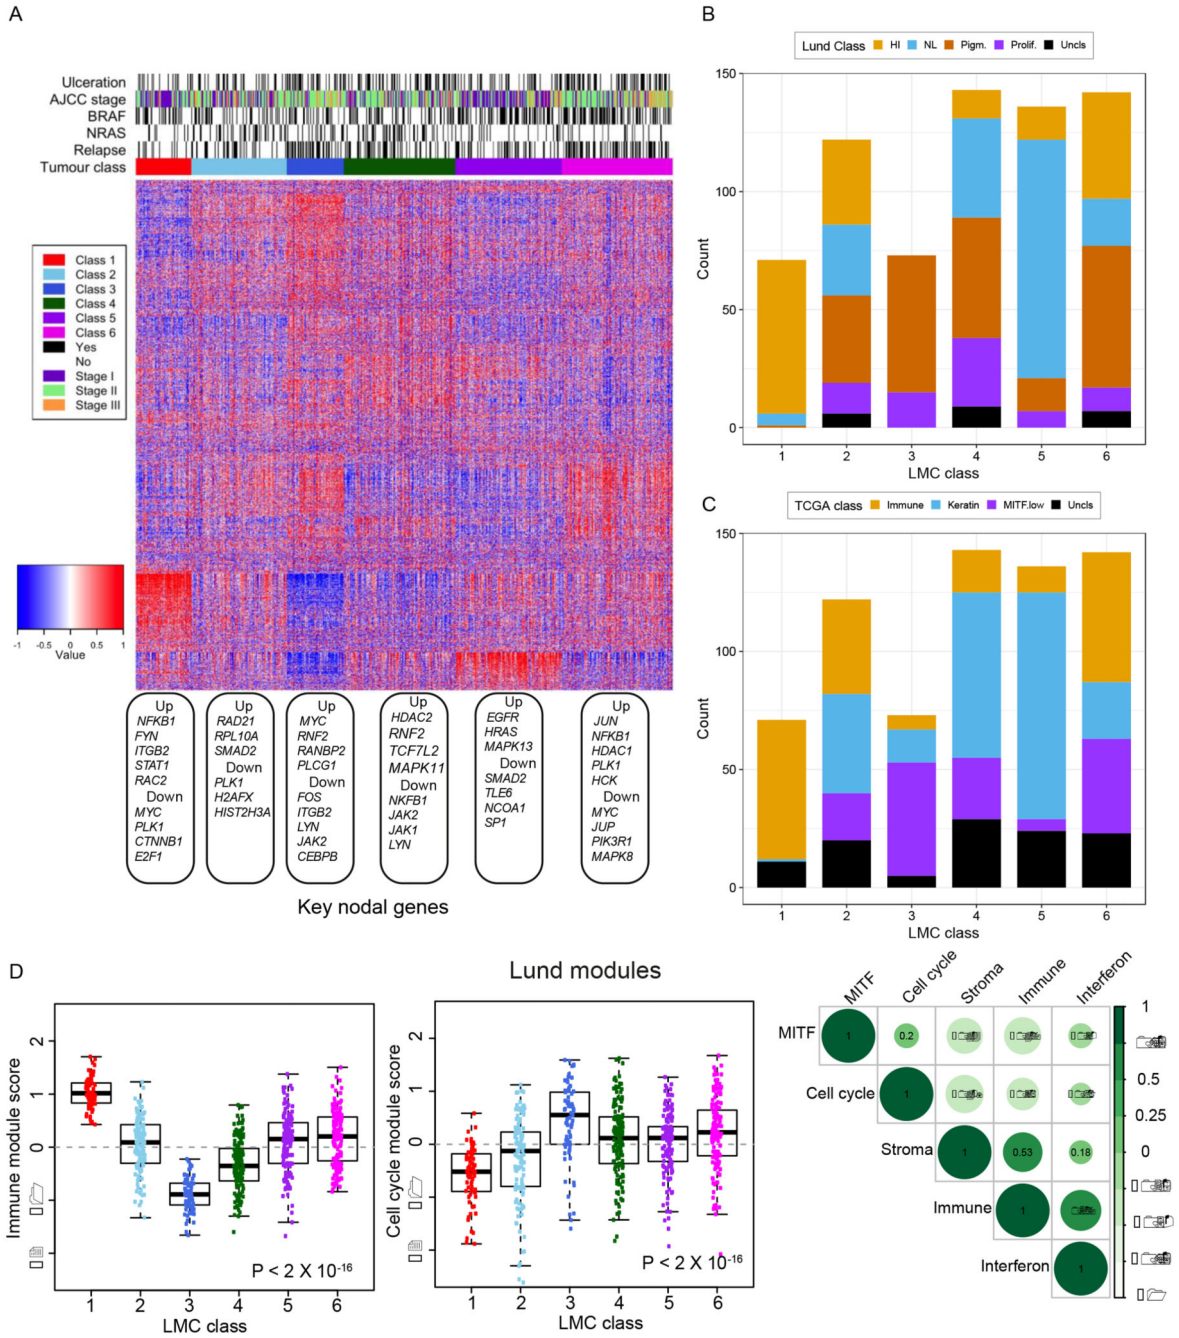 A
Ulceration
AJCC stage
BRAF
NRAS
Relapse
Tumour class
Class 1
Class 2
Class 3
Class 4
Class 5
Class 6
Yes
No
Stage I
Stage II
Stage III
-1 -0.5 0 0.5 1
Value
Up
NFKB1
FYN
ITGB2
STAT1
RAC2
Down
MYC
PLK1
CTNNB1
E2F1
Up
RAD21
RPL10A
SMAD2
Down
PLK1
H2AFX
HIST2H3A
Up
MYC
RNF2
RANBP2
PLCG1
Down
FOS
ITGB2
LYN
JAK2
CEBPB
Up
HDAC2
RNF2
TCF7L2
MAPK11
Down
NKFB1
JAK2
JAK1
LYN
Up
EGFR
HRAS
MAPK13
Down
SMAD2
TLE6
NCOA1
SP1
Up
JUN
NFKB1
HDAC1
PLK1
HCK
Down
MYC
JUP
PIK3R1
MAPK8
Key nodal genes
B
Lund Class HI NL Pigm. Prolif. Uncls
150
100
50
0
Count
1 2 3 4 5 6
LMC class
C
TCGA class Immune Keratin MITF.low Uncls
150
100
50
0
Count
1 2 3 4 5 6
LMC class
D
Lund modules
Immune module score
2
1
0
P < 2 X 10-16
1 2 3 4 5 6
LMC class
Cell cycle module score
2
1
0
P < 2 X 10-16
1 2 3 4 5 6
LMC class
MITF
Cell cycle
Stroma
Immune
Interferon
MITF
1
0.2
Cell cycle
1
Stroma
1
0.53
0.18
Immune
1
Interferon
1
1
0.5
0.25
0